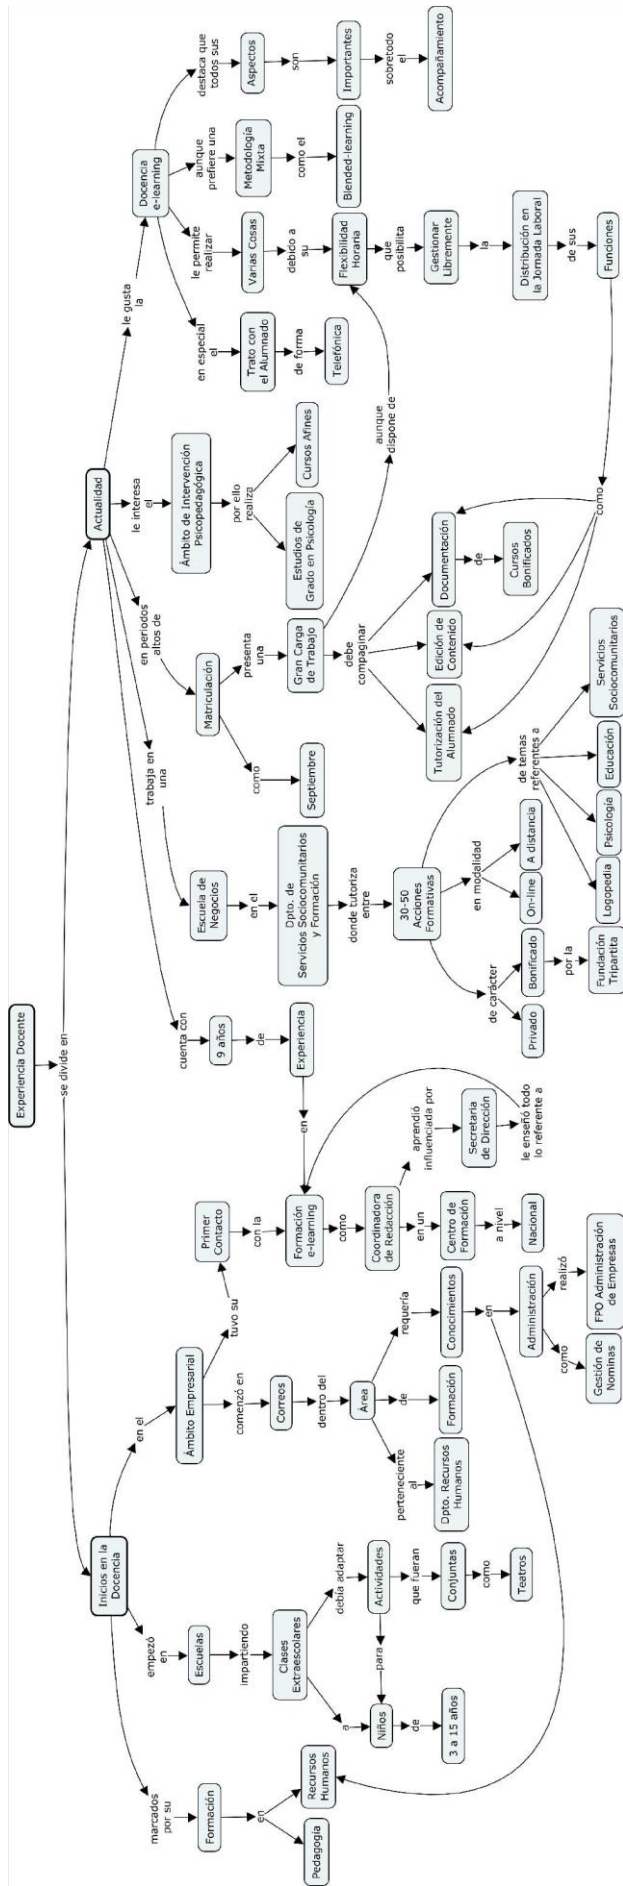 Experiencia Docente
se divide en
Inicios en la
Docencia
marcados
por su
Formación
en
Pedagogía
Recursos
Humanos
empezó
en
Escuelas
impartiendo
Clases
Extraescolares
a
Niños
de
3 a 15 años
debía adaptar
Actividades
para
que fueran
Conjuntas
como
Teatros
en el
Ámbito Empresarial
comenzó en
Correos
dentro del
Área
perteneciente
al
Dpto. Recursos
Humanos
de
Formación
requería
Conocimientos
en
Administración
como
Gestión de
Nominas
realizó
FPO Administración
de Empresas
tuvo su
Primer
Contacto
con la
Formación
e-learning
como
Coordinadora
de Redacción
en un
Centro de
Formación
a nivel
Nacional
aprendió
influenciada por
Secretaria
de Dirección
le enseñó todo
lo referente a
Actualidad
cuenta con
9 años
de
Experiencia
en
trabaja en
una
Escuela de
Negocios
en el
Dpto. de
Servicios Sociocomunitarios
y Formación
donde tutoriza
entre
30-50
Acciones
Formativas
de carácter
Privado
Bonificado
por la
Fundación
Tripartita
en modalidad
On-line
A distancia
de temas
referentes a
Logopedia
Psicología
Educación
Servicios
Sociocomunitarios
en periodos
altos de
Matriculación
como
Septiembre
presenta
una
Gran Carga
de Trabajo
debe
compaginar
Tutorización del
Alumnado
Edición de
Contenido
Documentación
de
Cursos
Bonificados
aunque
dispone de
le interesa
el
Ámbito de Intervención
Psicopedagógica
por ello
realiza
Estudios de
Grado en Psicología
Cursos Afines
le gusta
la
Docencia
e-learning
en especial
el
Trato con
el Alumnado
de forma
Telefónica
le permite
realizar
Varias Cosas
debido a
su
Flexibilidad
Horaria
que
posibilita
Gestionar
Libremente
la
Distribución en
la Jornada Laboral
de sus
Funciones
como
aunque
prefiere una
Metodología
Mixta
como el
Blended-learning
destaca que
todos sus
Aspectos
son
Importantes
sobretodo
el
Acompañamiento